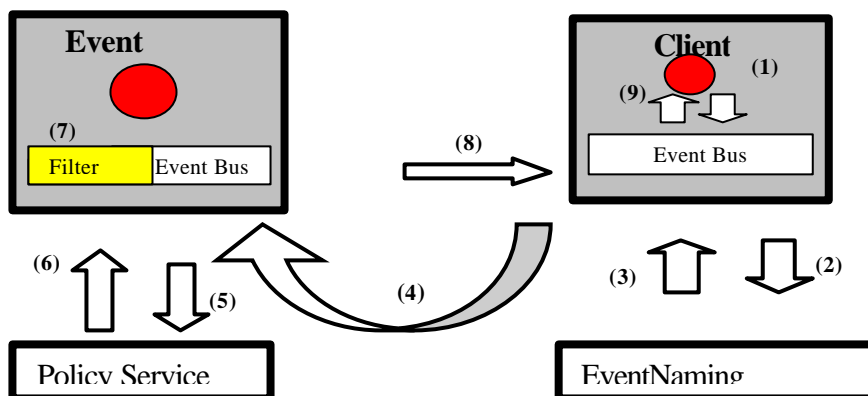 Event
Client
(1)
(9)
(7)
(8)
Event Bus
Filter
Event Bus
(6)
(5)
(4)
(3)
(2)
Policy Service
EventNaming